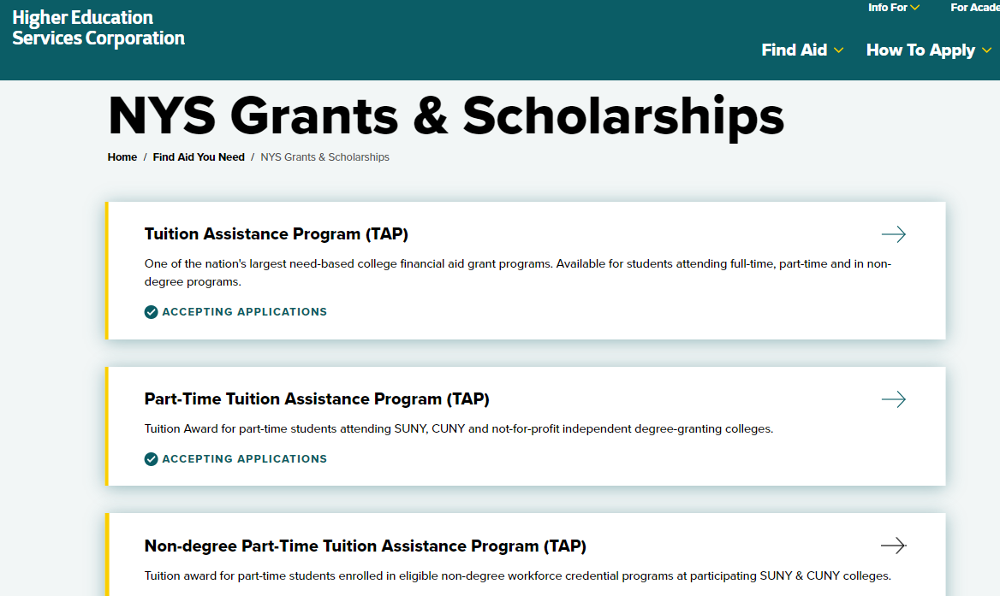 Higher Education
Services Corporation
Info For
For Acade
Find Aid
How To Apply
NYS Grants & Scholarships
Home / Find Aid You Need / NYS Grants & Scholarships
Tuition Assistance Program (TAP)
One of the nation's largest need-based college financial aid grant programs. Available for students attending full-time, part-time and in non-
degree programs.
ACCEPTING APPLICATIONS
Part-Time Tuition Assistance Program (TAP)
Tuition Award for part-time students attending SUNY, CUNY and not-for-profit independent degree-granting colleges.
ACCEPTING APPLICATIONS
Non-degree Part-Time Tuition Assistance Program (TAP)
Tuition award for part-time students enrolled in eligible non-degree workforce credential programs at participating SUNY & CUNY colleges.